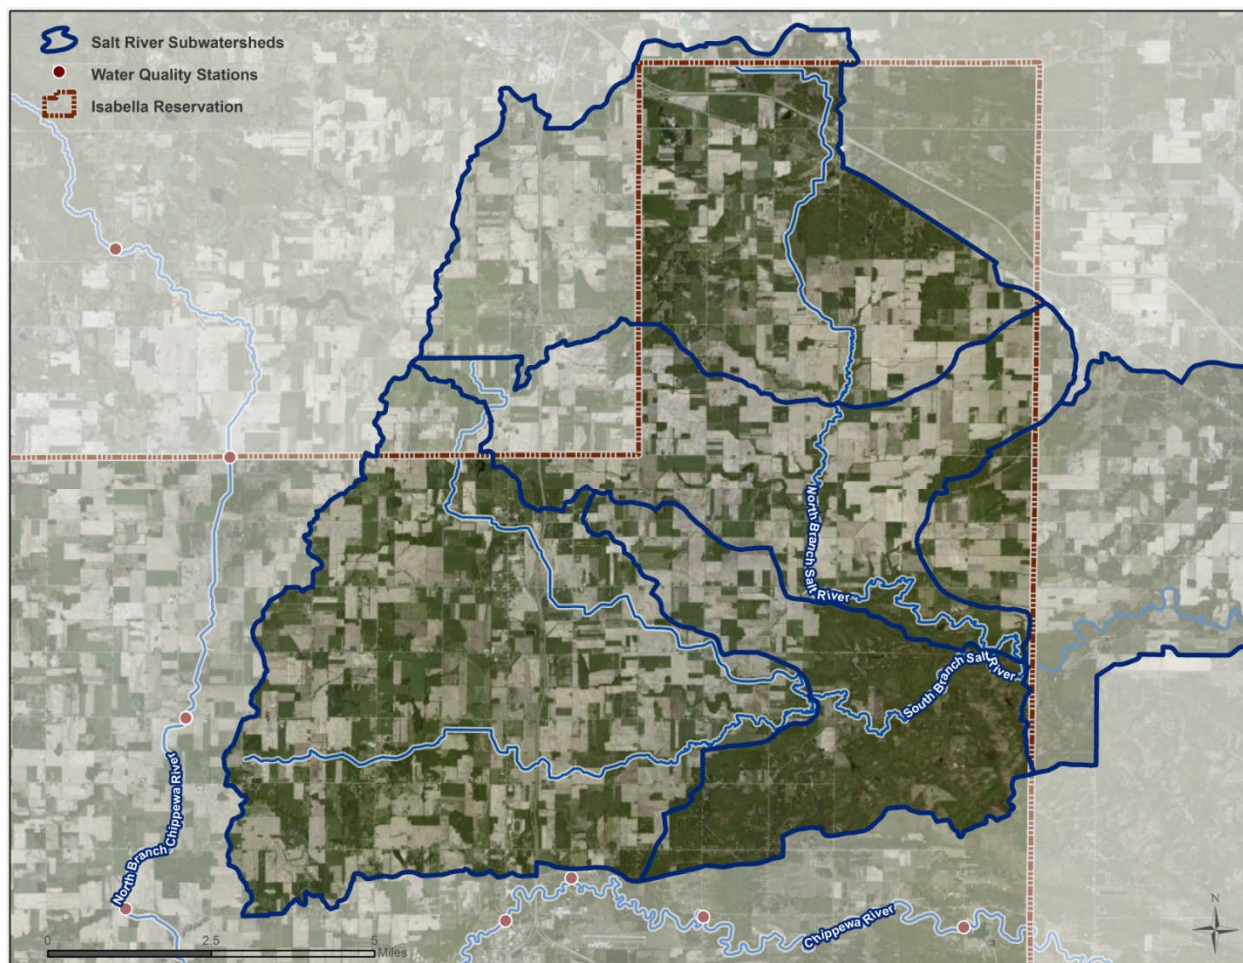 Salt River Subwatersheds
Water Quality Stations
Isabella Reservation
North Branch Salt River
South Branch Salt River
North Branch Chippewa River
Chippewa River
N
0 2.5 5
Miles